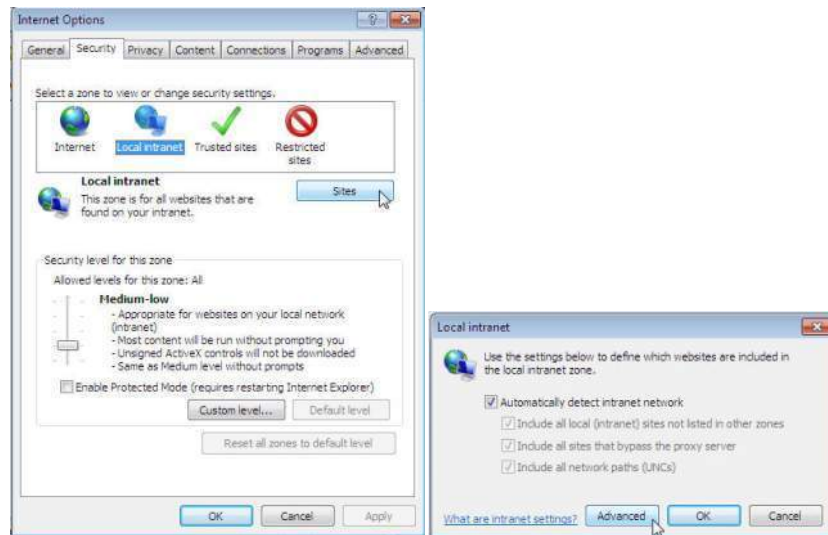 Internet Options
General Security Privacy Content Connections Programs Advanced
Select a zone to view or change security settings.
Internet
Local intranet
Trusted sites
Restricted
sites
Local intranet
Sites
This zone is for all websites that are
found on your intranet.
Security level for this zone
Allowed levels for this zone: All
Medium-low
- Appropriate for websites on your local network
(intranet)
- Most content will be run without prompting you
- Unsigned ActiveX controls will not be downloaded
- Same as Medium level without prompts
Enable Protected Mode (requires restarting Internet Explorer)
Custom level... Default level
Reset all zones to default level
OK Cancel Apply
Local intranet
Use the settings below to define which websites are included in
the local intranet zone.
Automatically detect intranet network
Include all local (intranet) sites not listed in other zones
Include all sites that bypass the proxy server
Include all network paths (UNCs)
What are intranet settings? Advanced OK Cancel